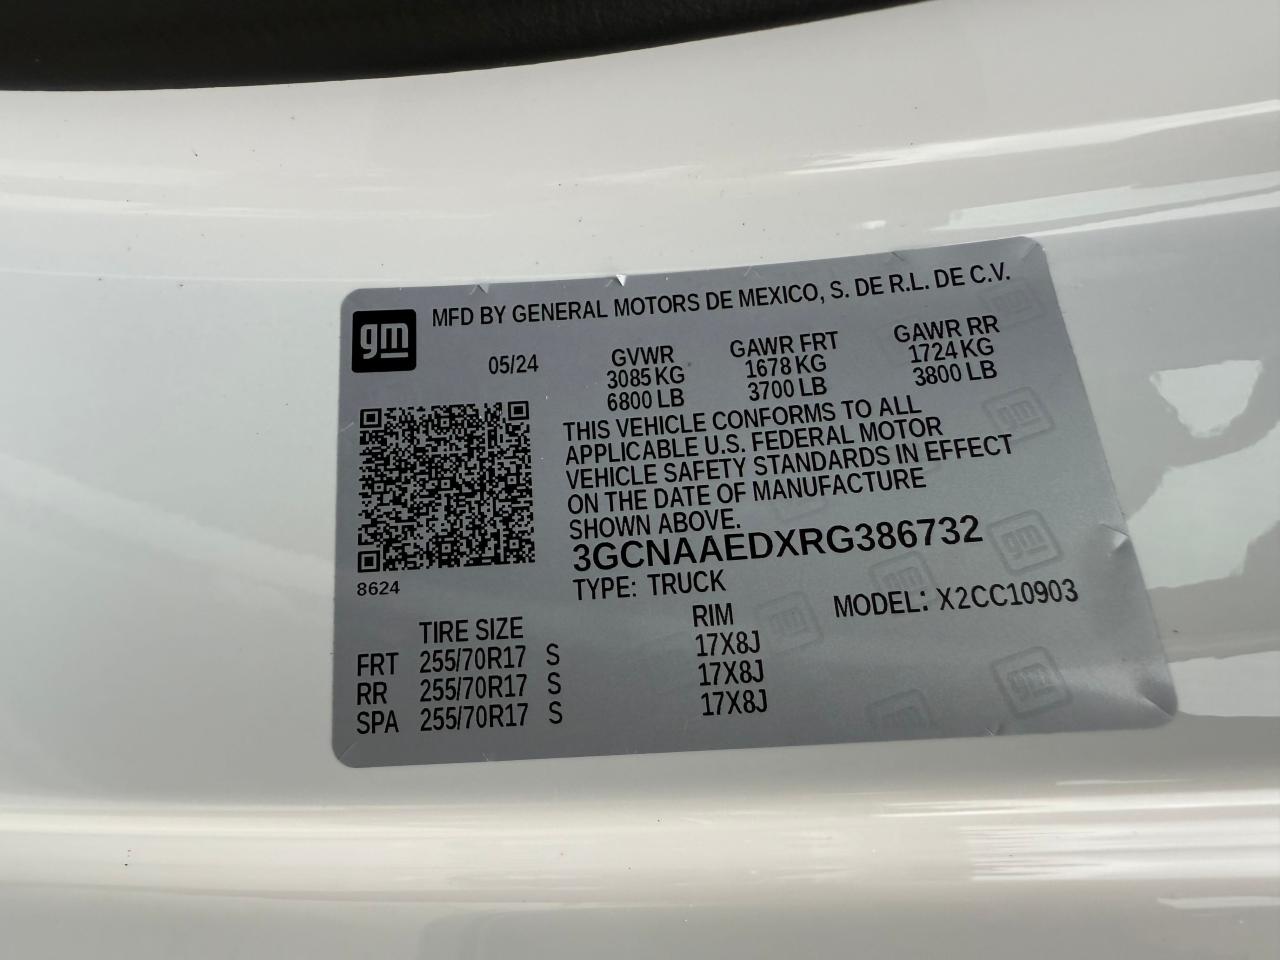 gm
MFD BY GENERAL MOTORS DE MEXICO, S. DE R.L. DE C.V.
05/24
GVWR
3085 KG
6800 LB
GAWR FRT
1678 KG
3700 LB
GAWR RR
1724 KG
3800 LB
THIS VEHICLE CONFORMS TO ALL
APPLICABLE U.S. FEDERAL MOTOR
VEHICLE SAFETY STANDARDS IN EFFECT
ON THE DATE OF MANUFACTURE
SHOWN ABOVE.
3GCNAAEDXRG386732
8624
TYPE: TRUCK
MODEL: X2CC10903
TIRE SIZE RIM
FRT 255/70R17 S 17X8J
RR 255/70R17 S 17X8J
SPA 255/70R17 S 17X8J